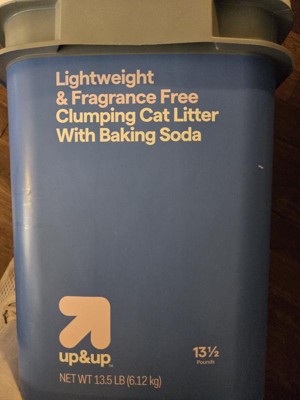 Lightweight
& Fragrance Free
Clumping Cat Litter
With Baking Soda
up&up™
13½
Pounds
NET WT 13.5 LB (6.12 kg)